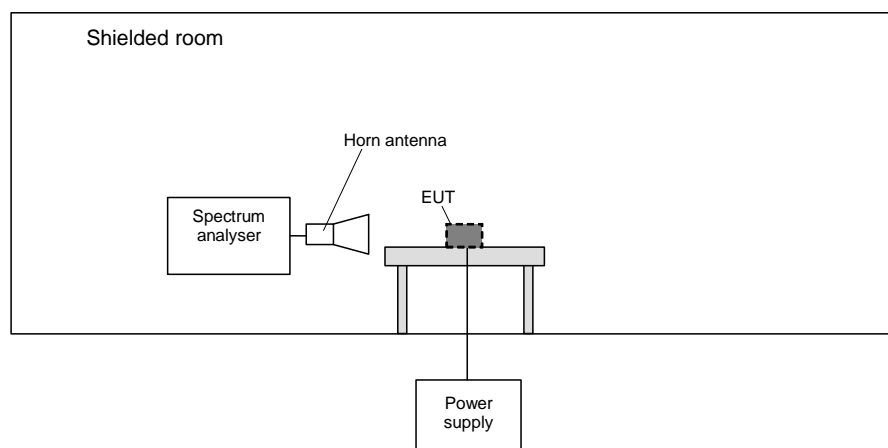 Shielded room
Horn antenna
EUT
Spectrum
analyser
Power
supply